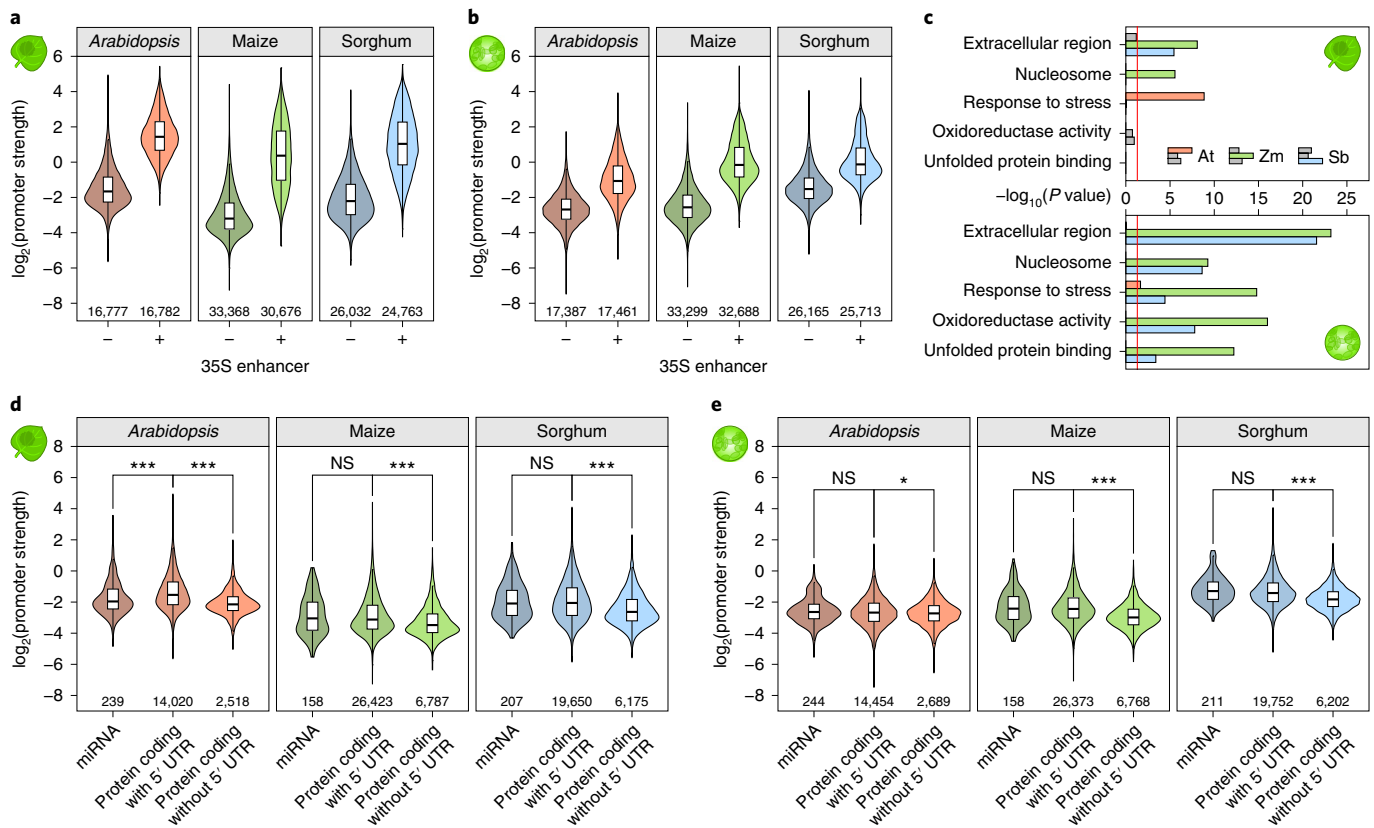 a
Arabidopsis Maize Sorghum
log2(promoter strength)
6
4
2
0
−2
−4
−6
−8
16,777 16,782 33,368 30,676 26,032 24,763
− + − + − +
35S enhancer
b
Arabidopsis Maize Sorghum
log2(promoter strength)
6
4
2
0
−2
−4
−6
−8
17,387 17,461 33,299 32,688 26,165 25,713
− + − + − +
35S enhancer
c
Extracellular region
Nucleosome
Response to stress
Oxidoreductase activity
Unfolded protein binding
At Zm Sb
−log10(P value)
0 5 10 15 20 25
Extracellular region
Nucleosome
Response to stress
Oxidoreductase activity
Unfolded protein binding
d
Arabidopsis Maize Sorghum
log2(promoter strength)
8
6
4
2
0
−2
−4
−6
−8
*** *** NS *** NS ***
239 14,020 2,518 158 26,423 6,787 207 19,650 6,175
miRNA
Protein coding
with 5′ UTR
Protein coding
without 5′ UTR
miRNA
Protein coding
with 5′ UTR
Protein coding
without 5′ UTR
miRNA
Protein coding
with 5′ UTR
Protein coding
without 5′ UTR
e
Arabidopsis Maize Sorghum
log2(promoter strength)
8
6
4
2
0
−2
−4
−6
−8
NS * NS *** NS ***
244 14,454 2,689 158 26,373 6,768 211 19,752 6,202
miRNA
Protein coding
with 5′ UTR
Protein coding
without 5′ UTR
miRNA
Protein coding
with 5′ UTR
Protein coding
without 5′ UTR
miRNA
Protein coding
with 5′ UTR
Protein coding
without 5′ UTR